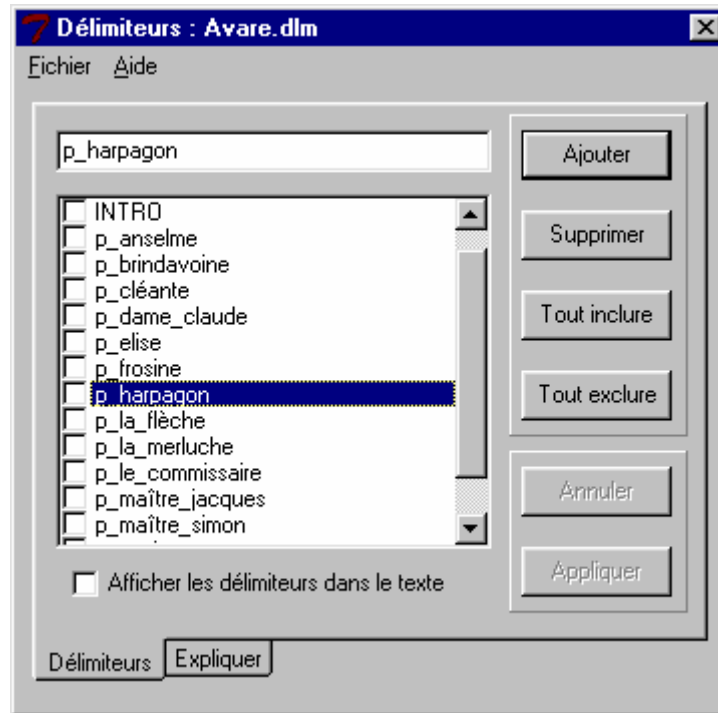 Délimiteurs : Avare.dlm
Fichier Aide
p_harpagon
INTRO
p_anselme
p_brindavoine
p_cléante
p_dame_claude
p_elise
p_frosine
p_harpagon
p_la_flèche
p_la_merluche
p_le_commissaire
p_maître_jacques
p_maître_simon
Afficher les délimiteurs dans le texte
Ajouter
Supprimer
Tout inclure
Tout exclure
Annuler
Appliquer
Délimiteurs Expliquer